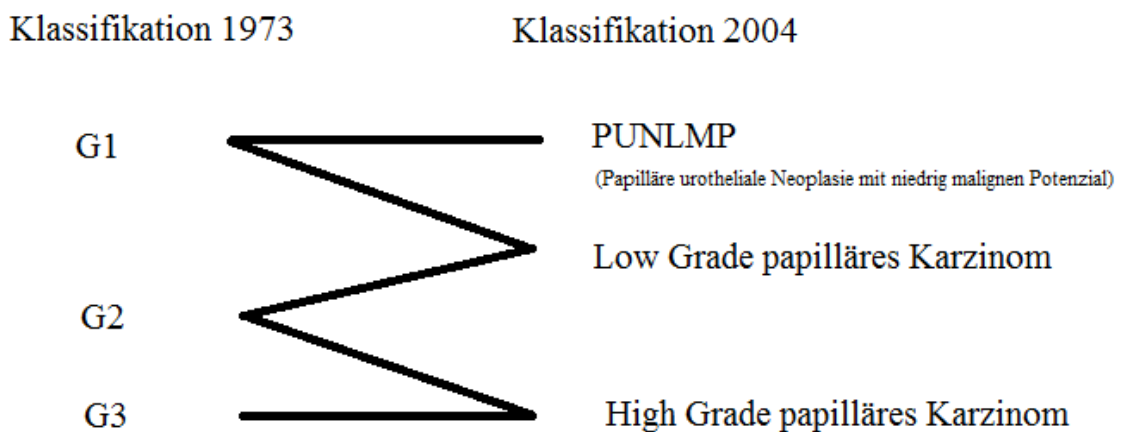 Klassifikation 1973
Klassifikation 2004
G1
PUNLMP
(Papilläre urotheliale Neoplasie mit niedrig malignen Potenzial)
Low Grade papilläres Karzinom
G2
G3
High Grade papilläres Karzinom